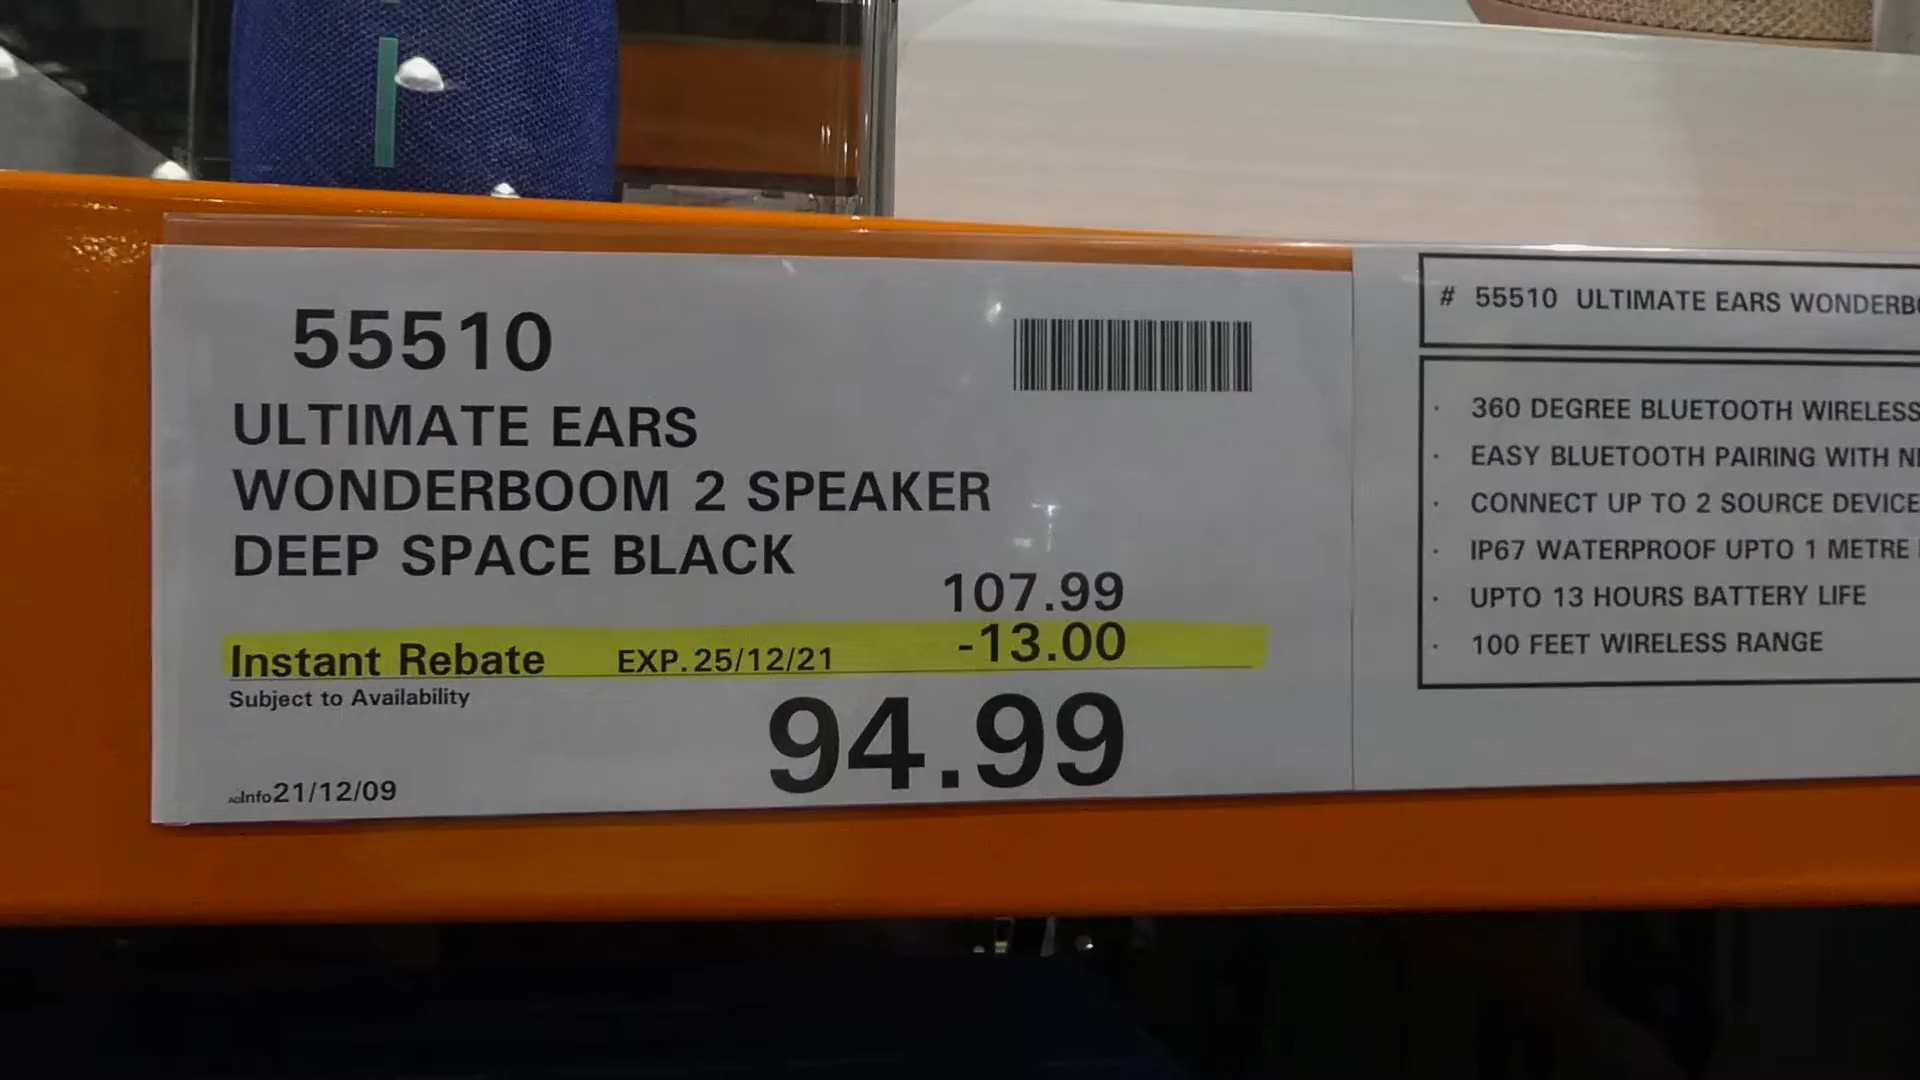 55510
ULTIMATE EARS
WONDERBOOM 2 SPEAKER
DEEP SPACE BLACK
107.99
Instant Rebate EXP.25/12/21 -13.00
Subject to Availability
94.99
21/12/09
# 55510 ULTIMATE EARS
· 360 DEGREE BLUETOOTH WIRELESS
· EASY BLUETOOTH PAIRING WITH
· CONNECT UP TO 2 SOURCE
· IP67 WATERPROOF UPTO 1 METRE
· UPTO 13 HOURS BATTERY LIFE
· 100 FEET WIRELESS RANGE